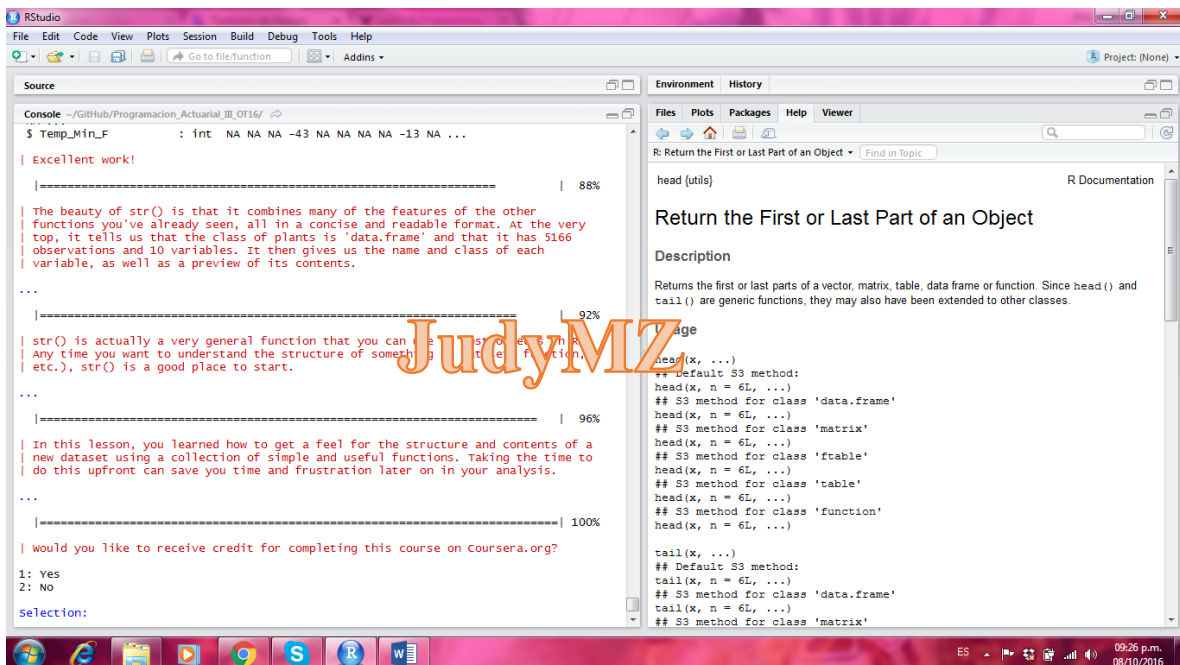 RStudio
File Edit Code View Plots Session Build Debug Tools Help
Go to file/function
Addins
Project: (None)
Source
Console ~/GitHub/Programacion_Actuarial_III_OT16/
$ Temp_Min_F : int NA NA NA -43 NA NA NA NA -13 NA ...
| Excellent work!
|================================================================== | 88%
| The beauty of str() is that it combines many of the features of the other
| functions you've already seen, all in a concise and readable format. At the very
| top, it tells us that the class of plants is 'data.frame' and that it has 5166
| observations and 10 variables. It then gives us the name and class of each
| variable, as well as a preview of its contents.
...
|===================================================================== | 92%
| str() is actually a very general function that you can
| Any time you want to understand the structure of
| etc.), str() is a good place to start.
...
|======================================================================== | 96%
| In this lesson, you learned how to get a feel for the structure and contents of a
| new dataset using a collection of simple and useful functions. Taking the time to
| do this upfront can save you time and frustration later on in your analysis.
...
|===========================================================================| 100%
| Would you like to receive credit for completing this course on Coursera.org?
1: Yes
2: No
Selection:
JudyMZ
Environment History
Files Plots Packages Help Viewer
R: Return the First or Last Part of an Object
Find in Topic
head {utils}
R Documentation
Return the First or Last Part of an Object
Description
Returns the first or last parts of a vector, matrix, table, data frame or function. Since head() and
tail() are generic functions, they may also have been extended to other classes.
head(x, ...)
## Default S3 method:
head(x, n = 6L, ...)
## S3 method for class 'data.frame'
head(x, n = 6L, ...)
## S3 method for class 'matrix'
head(x, n = 6L, ...)
## S3 method for class 'ftable'
head(x, n = 6L, ...)
## S3 method for class 'table'
head(x, n = 6L, ...)
## S3 method for class 'function'
head(x, n = 6L, ...)
tail(x, ...)
## Default S3 method:
tail(x, n = 6L, ...)
## S3 method for class 'data.frame'
tail(x, n = 6L, ...)
## S3 method for class 'matrix'
ES
09:26 p.m.
08/10/2016